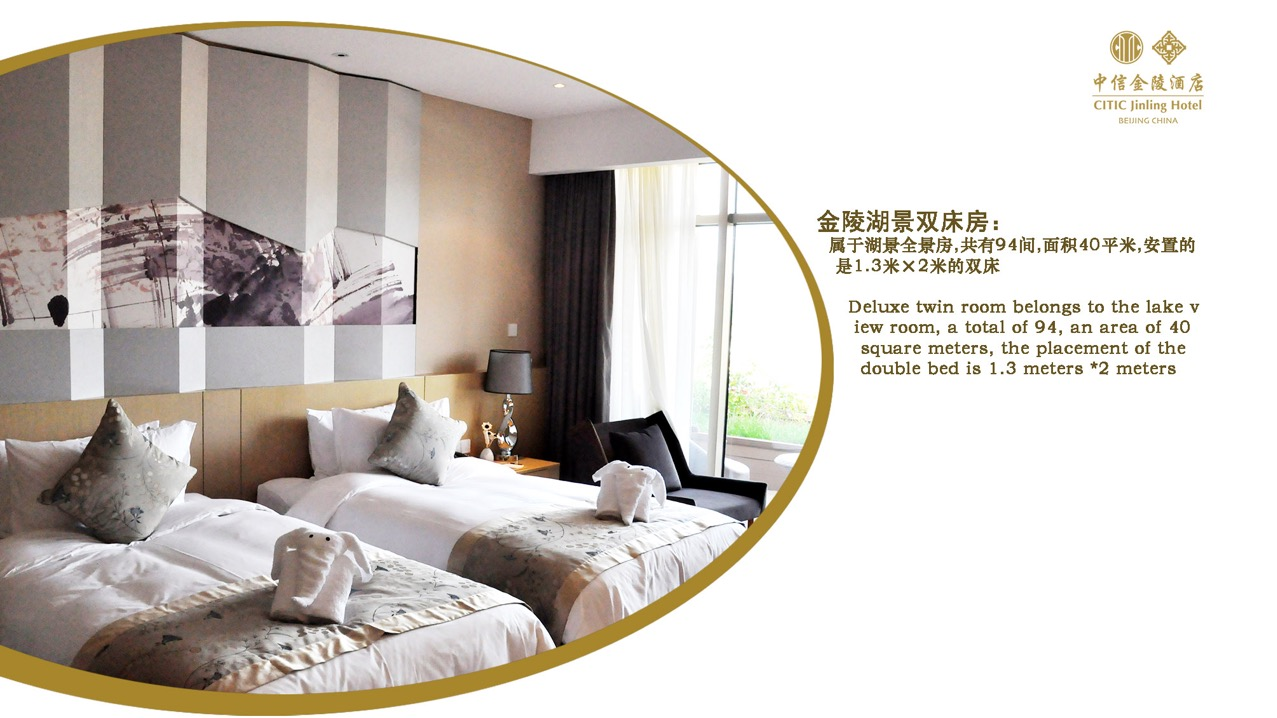 中信金陵酒店
CITIC Jinling Hotel
BEIJING CHINA
金陵湖景双床房：
属于湖景全景房,共有94间,面积40平米,安置的
是1.3米×2米的双床
Deluxe twin room belongs to the lake v
iew room, a total of 94, an area of 40
square meters, the placement of the
double bed is 1.3 meters *2 meters